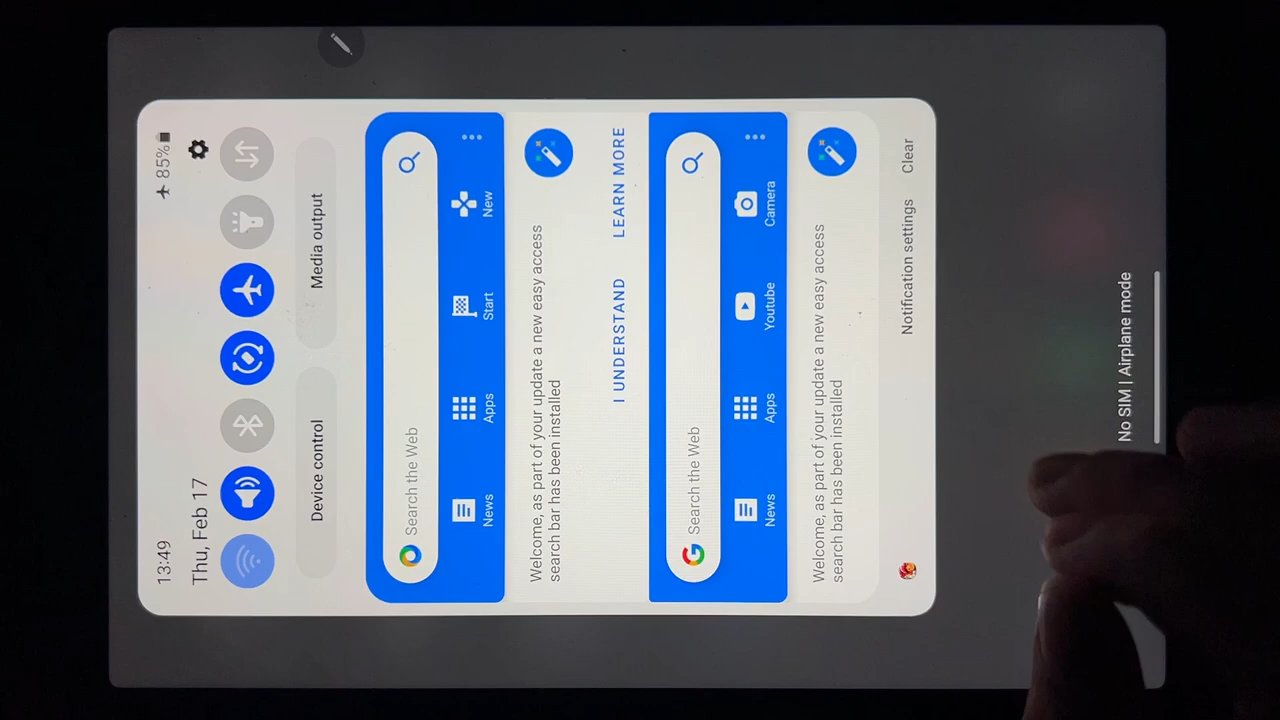 13:49
85%
Thu, Feb 17
Device control
Media output
Search the Web
News
Apps
Start
New
Welcome, as part of your update a new easy access
search bar has been installed
I UNDERSTAND
LEARN MORE
Search the Web
News
Apps
Youtube
Camera
Welcome, as part of your update a new easy access
search bar has been installed
Notification settings
Clear
No SIM | Airplane mode